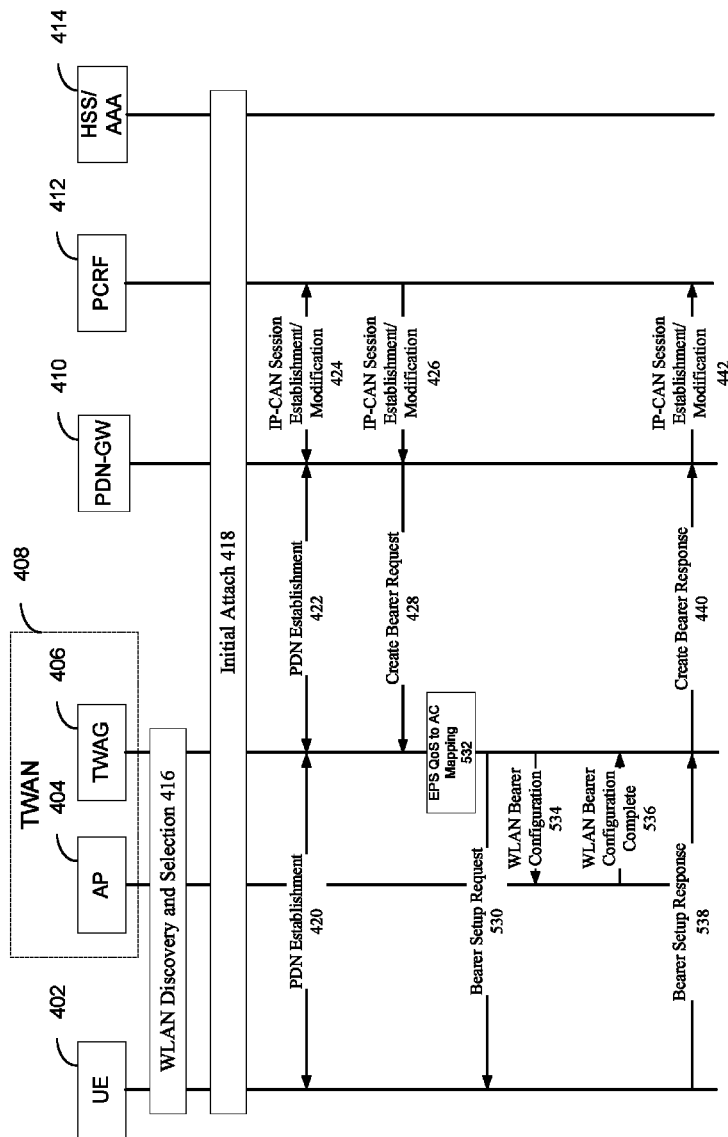 408
TWAN
402
404
406
410
412
414
UE
AP
TWAG
PDN-GW
PCRF
HSS/
AAA
WLAN Discovery and Selection 416
Initial Attach 418
PDN Establishment
420
PDN Establishment
422
IP-CAN Session
Establishment/
Modification
424
IP-CAN Session
Establishment/
Modification
426
Create Bearer Request
428
EPS QoS to AC
Mapping
532
Bearer Setup Request
530
WLAN Bearer
Configuration
534
WLAN Bearer
Configuration
Complete
536
Bearer Setup Response
538
Create Bearer Response
440
IP-CAN Session
Establishment/
Modification
442